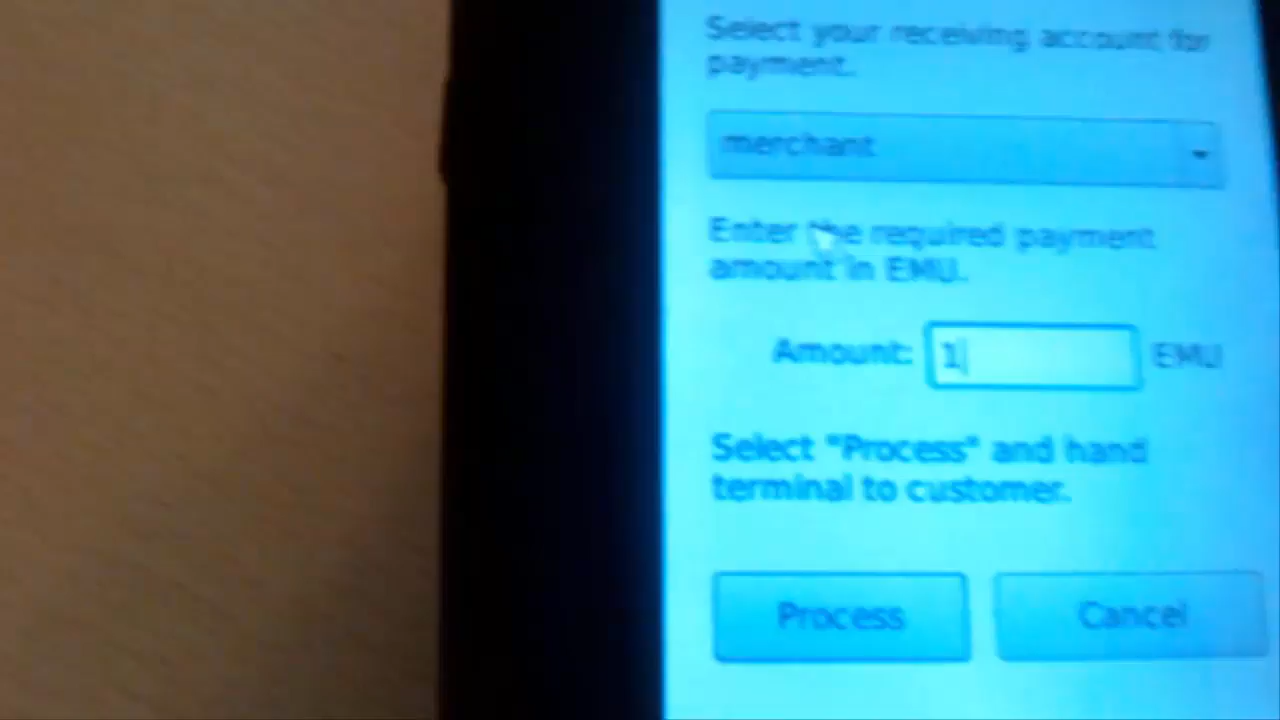 Select your receiving account for
payment.
merchant
Enter the required payment
amount in EMU.
Amount: 1 EMU
Select "Process" and hand
terminal to customer.
Process Cancel